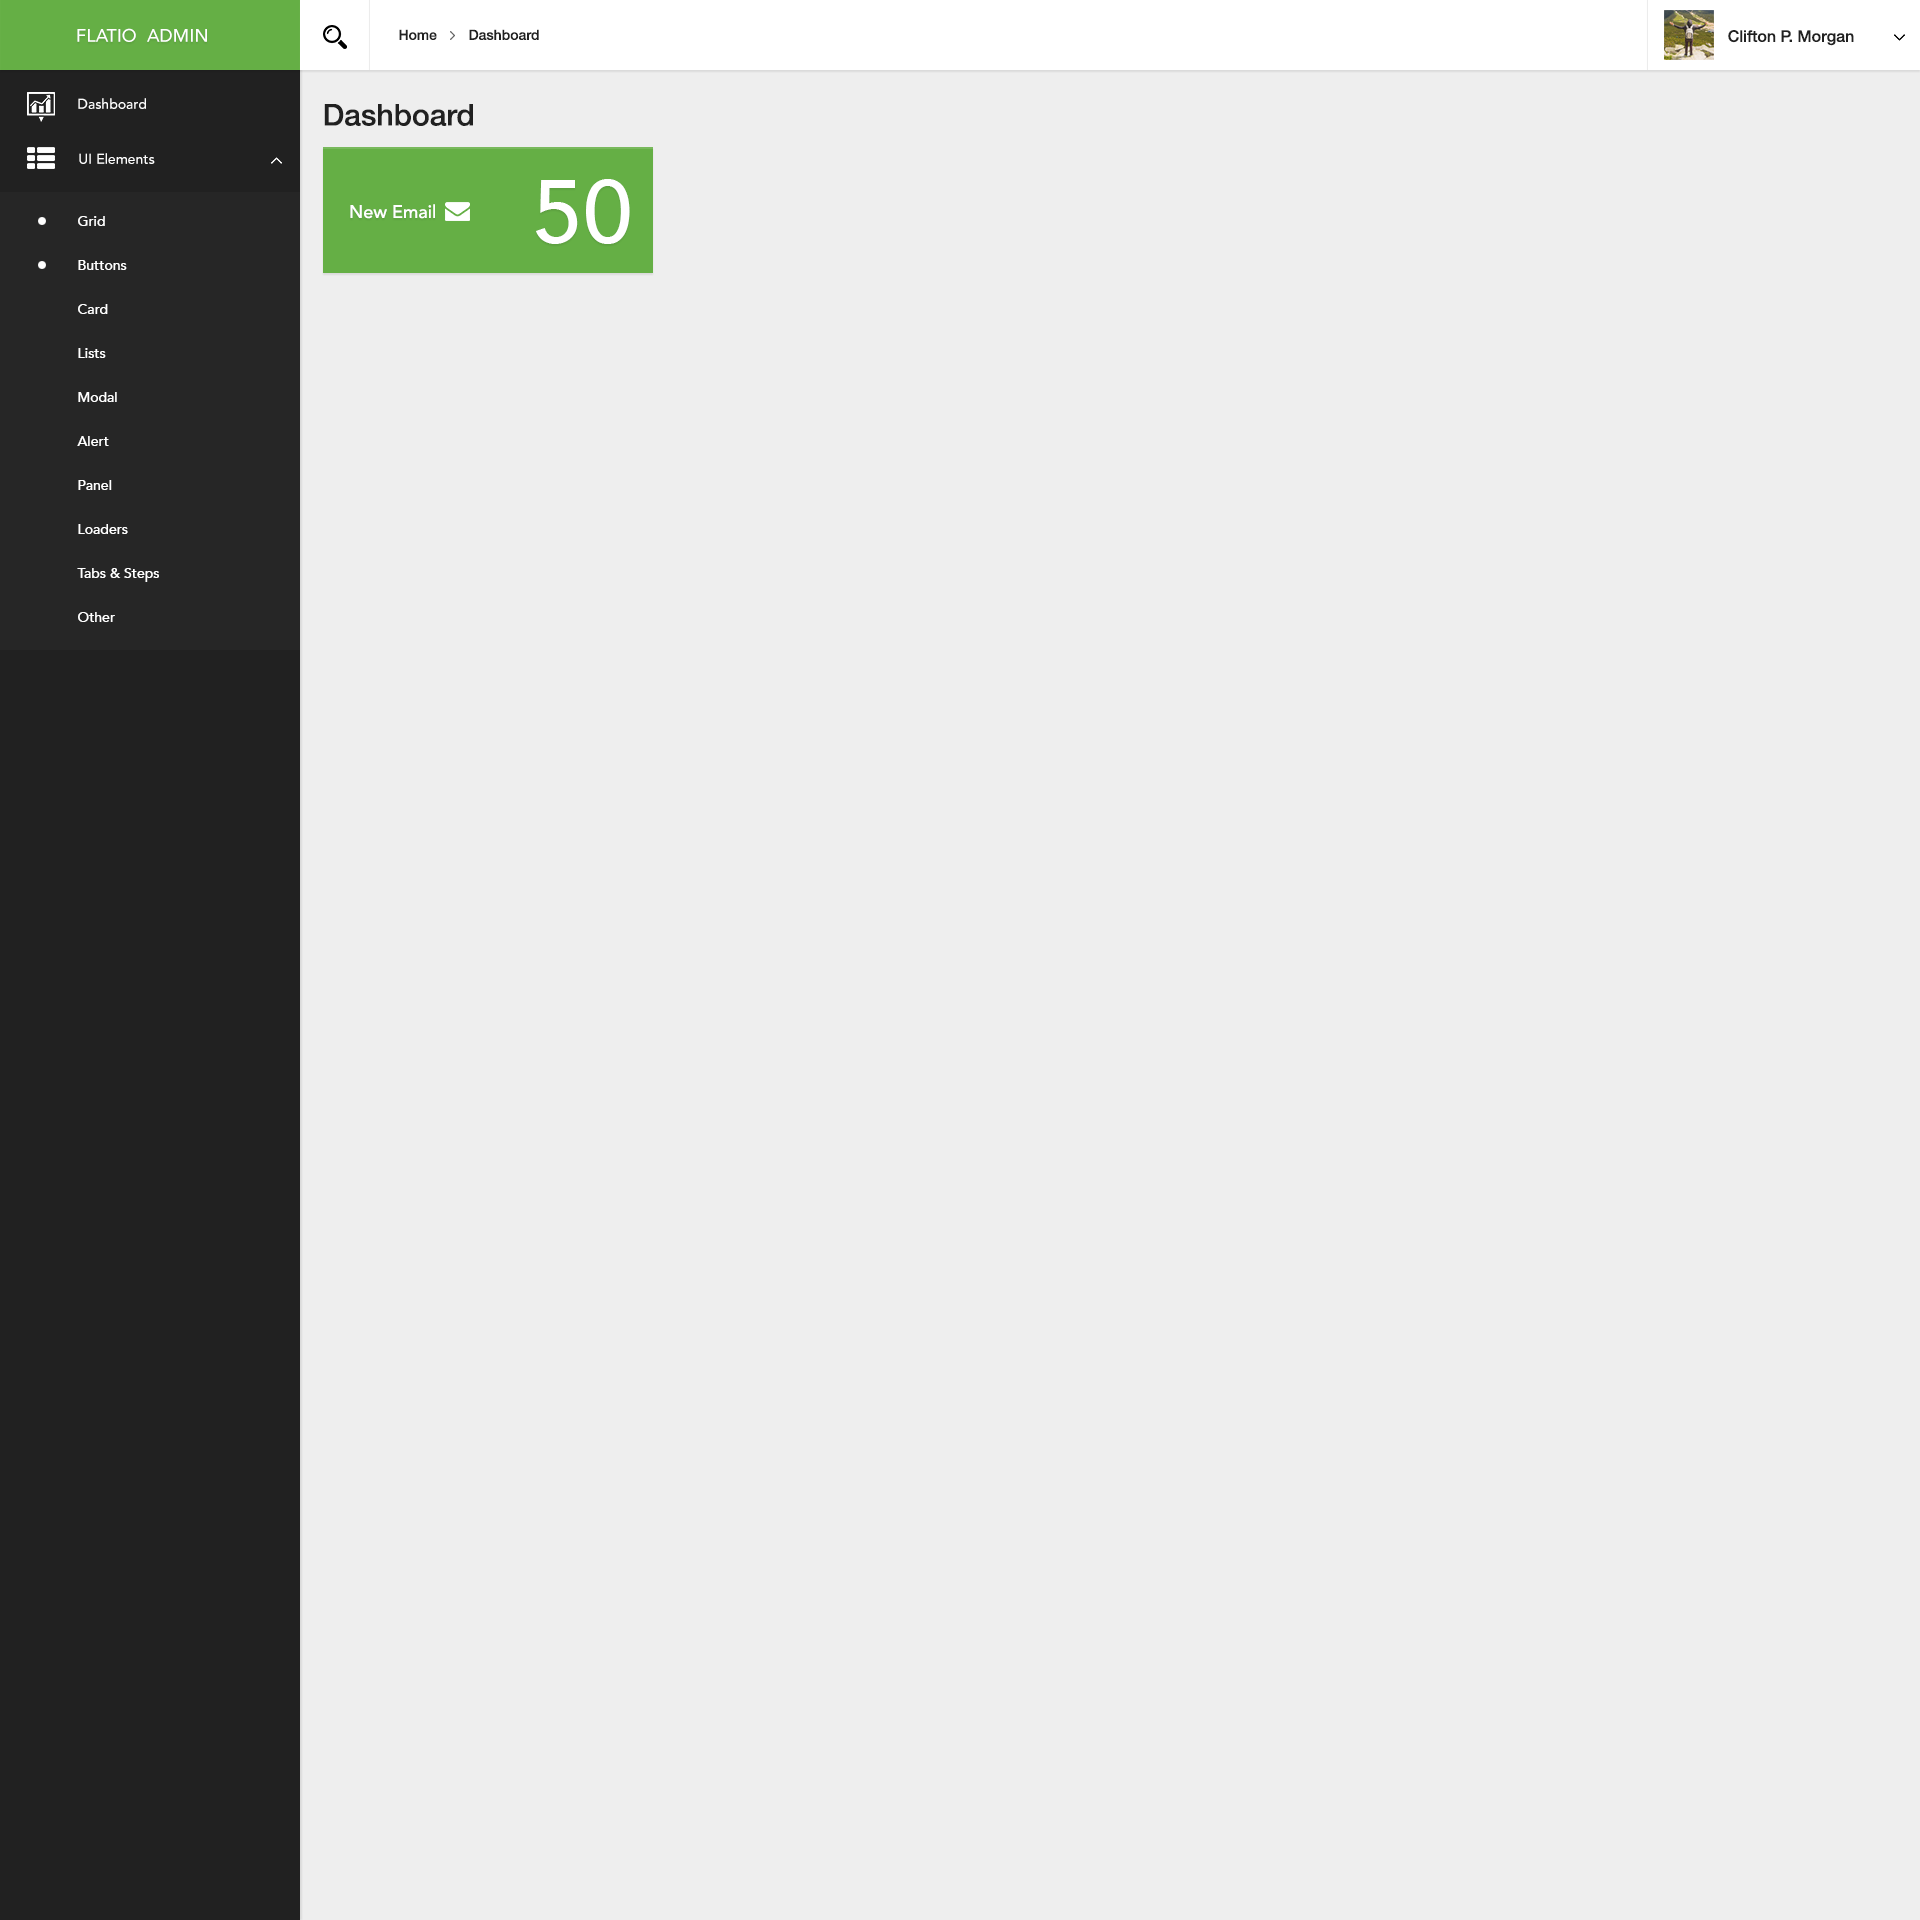 FLATIO ADMIN
Home
Dashboard
Clifton P. Morgan
Dashboard
UI Elements
Grid
Buttons
Card
Lists
Modal
Alert
Panel
Loaders
Tabs & Steps
Other
Dashboard
New Email
50